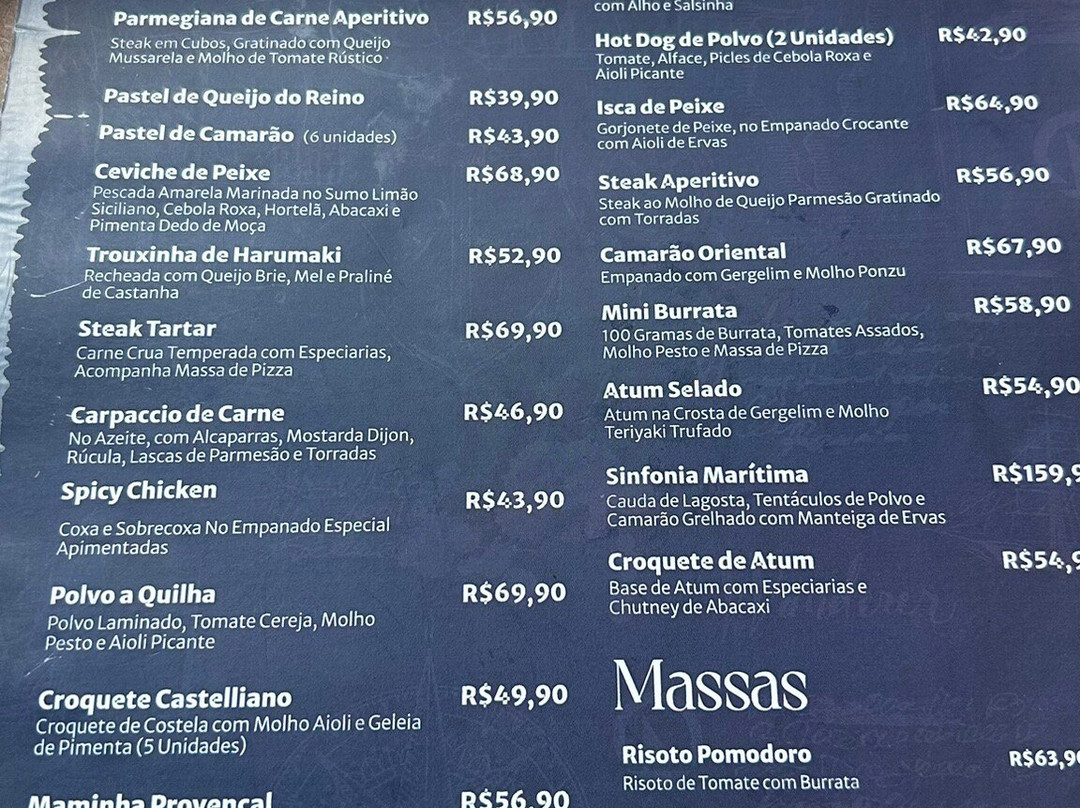 Parmegiana de Carne Aperitivo R$56,90
Steak em Cubos, Gratinado com Queijo
Mussarela e Molho de Tomate Rústico
Pastel de Queijo do Reino R$39,90
Pastel de Camarão (6 unidades) R$43,90
Ceviche de Peixe R$68,90
Pescada Amarela Marinada no Sumo Limão
Siciliano, Cebola Roxa, Hortelã, Abacaxi e
Pimenta Dedo de Moça
Trouxinha de Harumaki R$52,90
Recheada com Queijo Brie, Mel e Praliné
de Castanha
Steak Tartar R$69,90
Carne Crua Temperada com Especiarias,
Acompanha Massa de Pizza
Carpaccio de Carne R$46,90
No Azeite, com Alcaparras, Mostarda Dijon,
Rúcula, Lascas de Parmesão e Torradas
Spicy Chicken R$43,90
Coxa e Sobrecoxa No Empanado Especial
Apimentadas
Polvo a Quilha R$69,90
Polvo Laminado, Tomate Cereja, Molho
Pesto e Aioli Picante
Croquete Castelliano R$49,90
Croquete de Costela com Molho Aioli e Geleia
de Pimenta (5 Unidades)
Maminha Provençal R$56,90
com Alho e Salsinha
Hot Dog de Polvo (2 Unidades) R$42,90
Tomate, Alface, Picles de Cebola Roxa e
Aioli Picante
Isca de Peixe R$64,90
Gorjonete de Peixe, no Empanado Crocante
com Aioli de Ervas
Steak Aperitivo R$56,90
Steak ao Molho de Queijo Parmesão Gratinado
com Torradas
Camarão Oriental R$67,90
Empanado com Gergelim e Molho Ponzu
Mini Burrata R$58,90
100 Gramas de Burrata, Tomates Assados,
Molho Pesto e Massa de Pizza
Atum Selado R$54,90
Atum na Crosta de Gergelim e Molho
Teriyaki Trufado
Sinfonia Marítima R$159,9
Cauda de Lagosta, Tentáculos de Polvo e
Camarão Grelhado com Manteiga de Ervas
Croquete de Atum R$54,9
Base de Atum com Especiarias e
Chutney de Abacaxi
Massas
Risoto Pomodoro R$63,90
Risoto de Tomate com Burrata